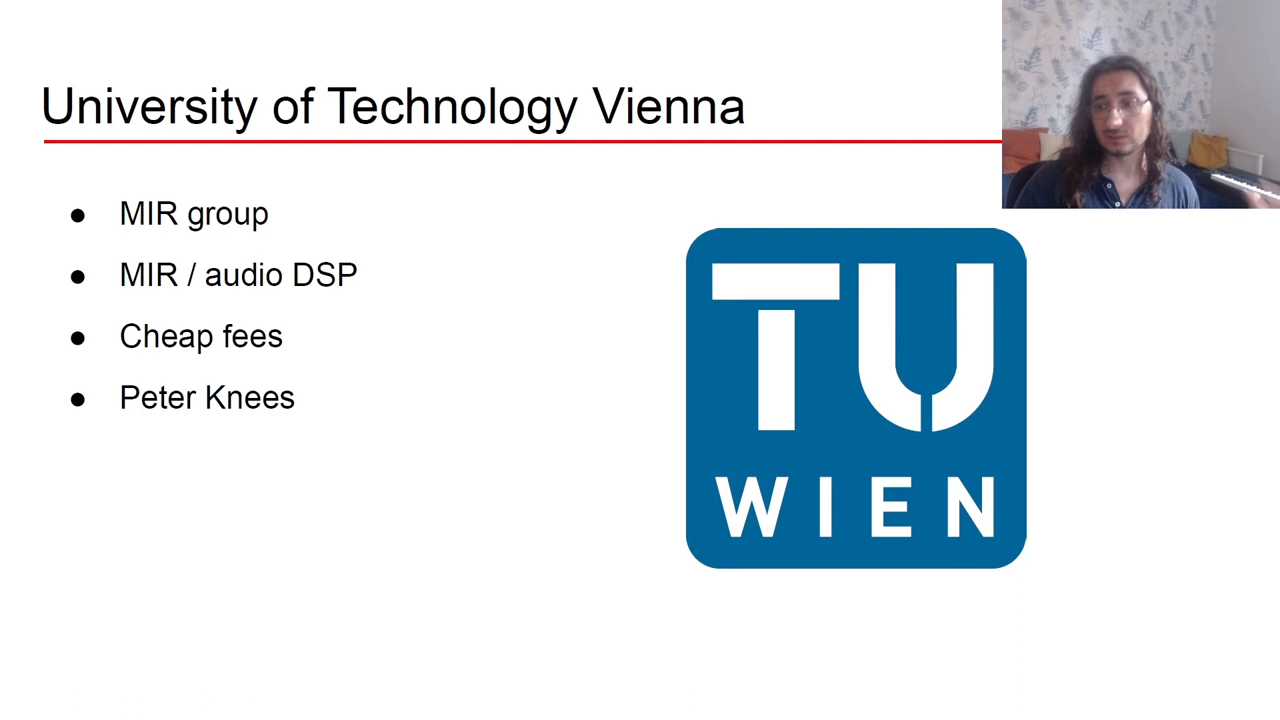 University of Technology Vienna
● MIR group
● MIR / audio DSP
● Cheap fees
● Peter Knees
TU
WIEN